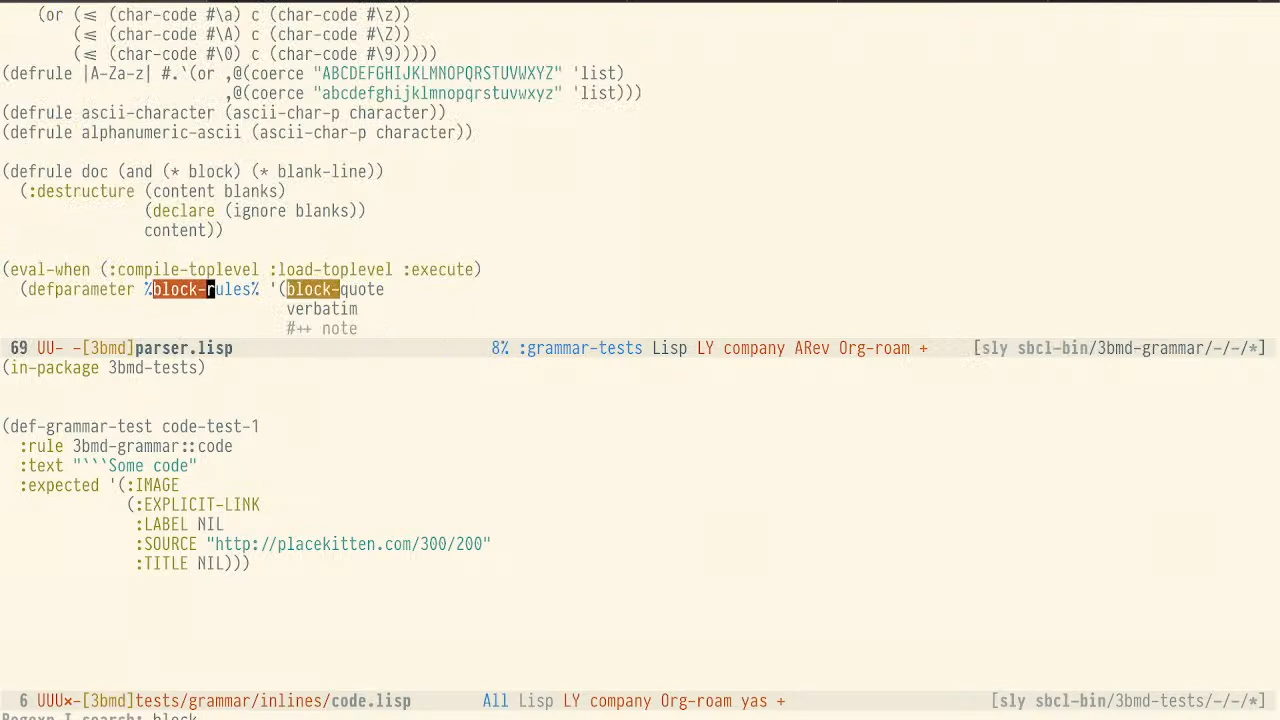 (or (<= (char-code #\a) c (char-code #\z))
(<= (char-code #\A) c (char-code #\Z))
(<= (char-code #\0) c (char-code #\9)))))
(defrule |A-Za-z| #.`(or ,@(coerce "ABCDEFGHIJKLMNOPQRSTUVWXYZ" 'list)
,@(coerce "abcdefghijklmnopqrstuvwxyz" 'list)))
(defrule ascii-character (ascii-char-p character))
(defrule alphanumeric-ascii (ascii-char-p character))
(defrule doc (and (* block) (* blank-line))
(:destructure (content blanks)
(declare (ignore blanks))
content))
(eval-when (:compile-toplevel :load-toplevel :execute)
(defparameter %block-rules% '(block-quote
verbatim
#++ note
69 UU- -[3bmd]parser.lisp 8% :grammar-tests Lisp LY company ARev Org-roam + [sly sbcl-bin/3bmd-grammar/-/-/*]
(in-package 3bmd-tests)
(def-grammar-test code-test-1
:rule 3bmd-grammar::code
:text "```Some code"
:expected '(:IMAGE
(:EXPLICIT-LINK
:LABEL NIL
:SOURCE "http://placekitten.com/300/200"
:TITLE NIL)))
6 UUU×-[3bmd]tests/grammar/inlines/code.lisp All Lisp LY company Org-roam yas + [sly sbcl-bin/3bmd-tests/-/-/*]
Regexp I-search: block